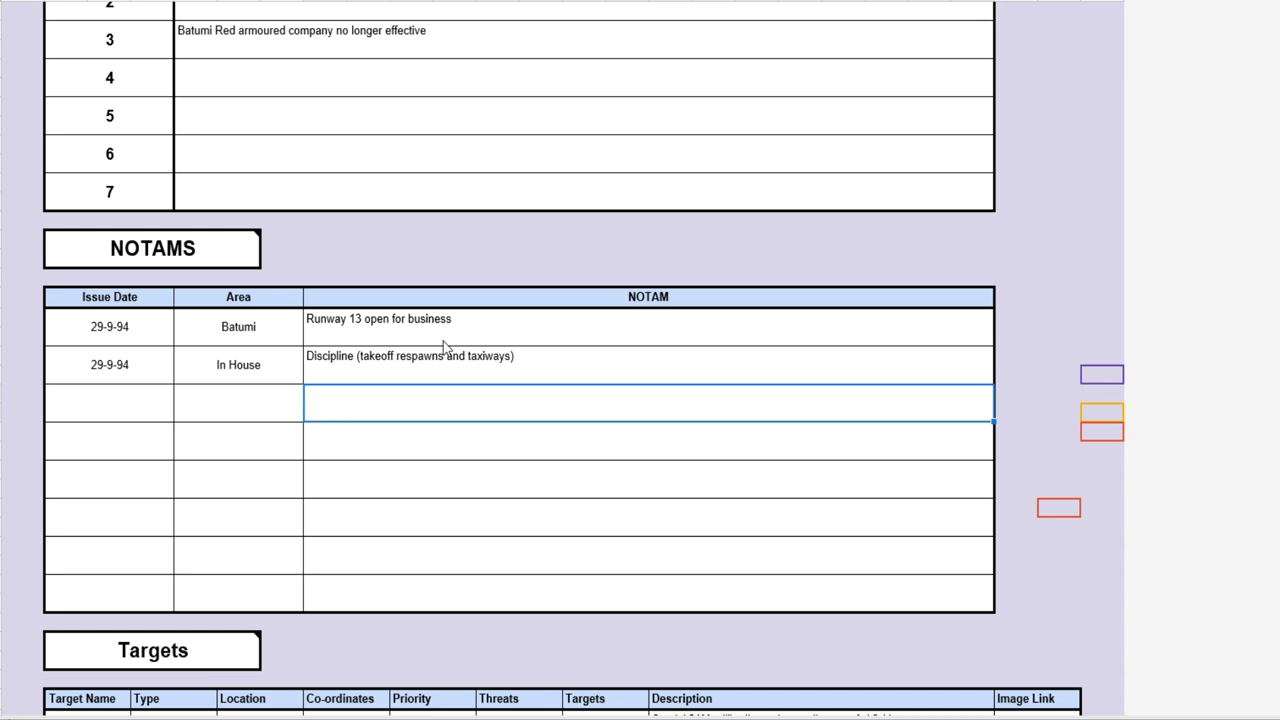 2
3 Batumi Red armoured company no longer effective
4
5
6
7
NOTAMS
Issue Date Area NOTAM
29-9-94 Batumi Runway 13 open for business
29-9-94 In House Discipline (takeoff respawns and taxiways)
Targets
Target Name Type Location Co-ordinates Priority Threats Targets Description Image Link